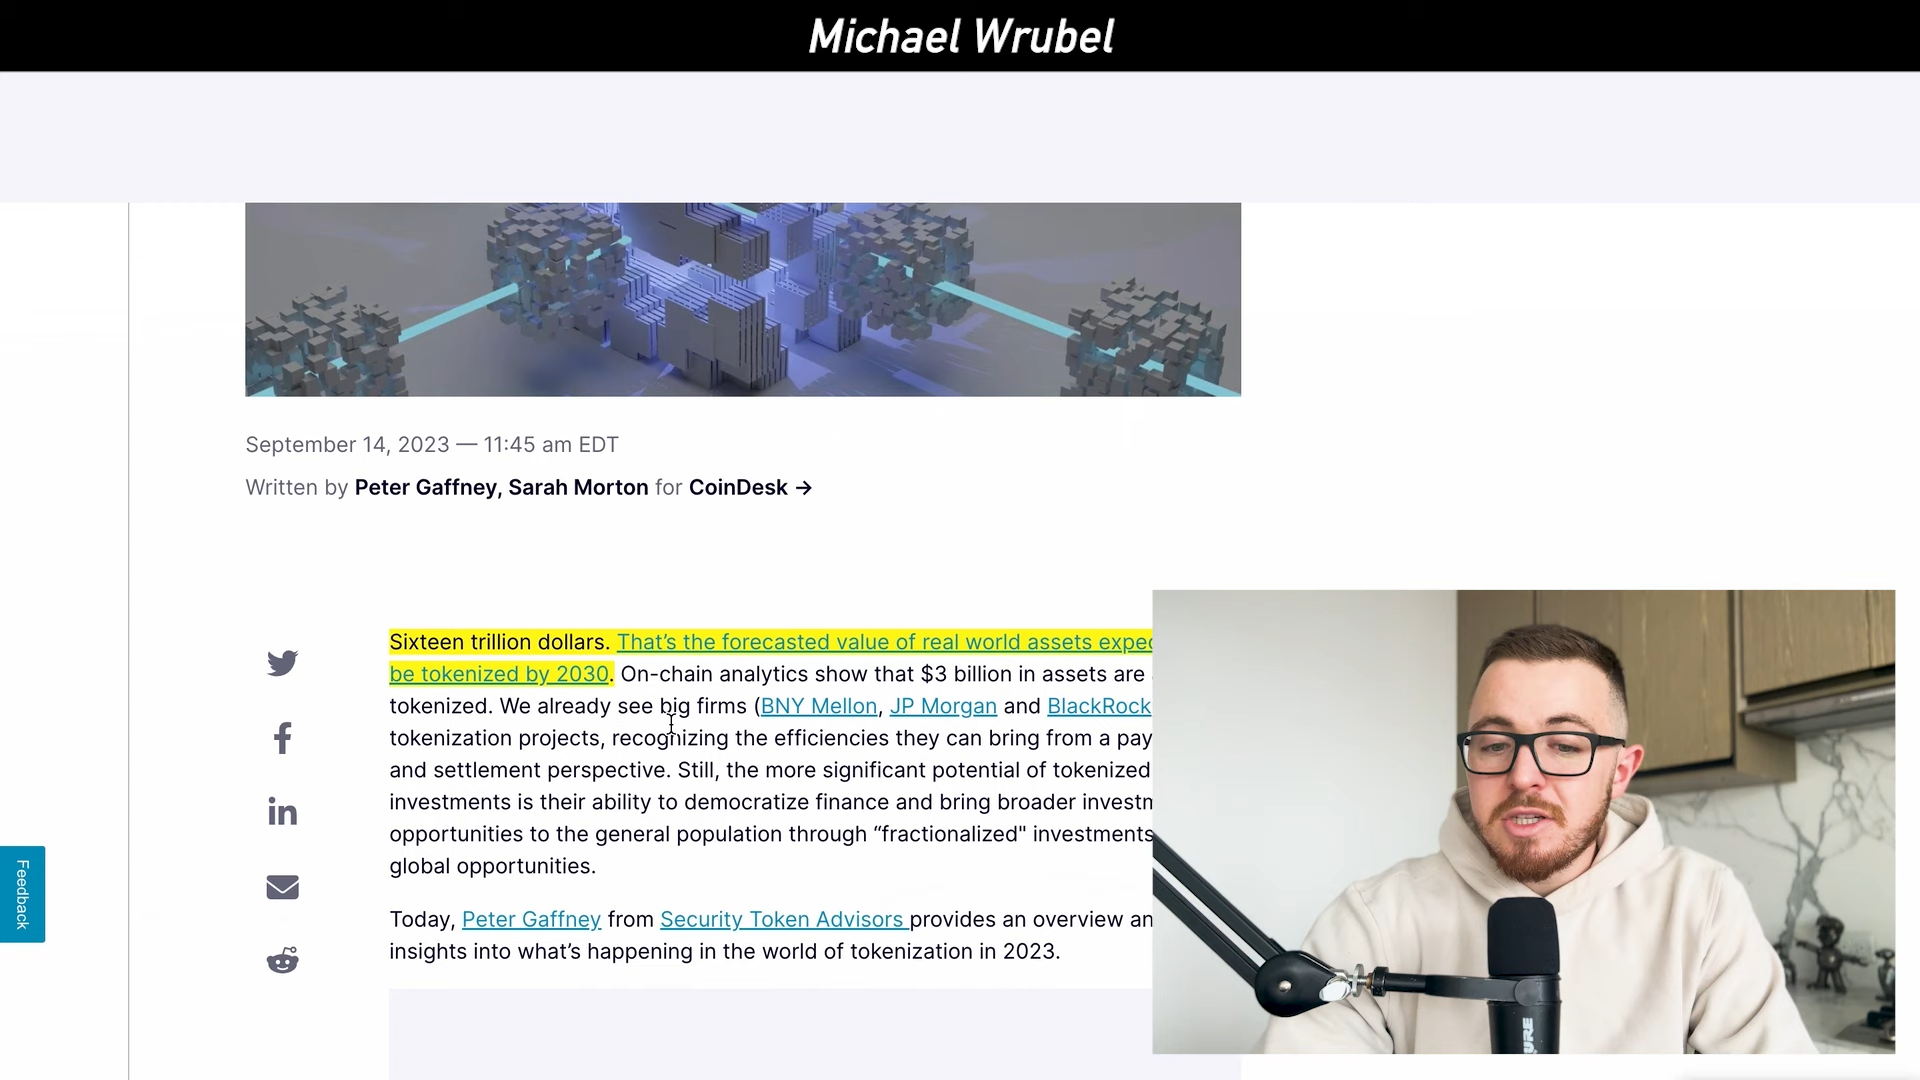 Michael Wrubel
September 14, 2023 — 11:45 am EDT
Written by Peter Gaffney, Sarah Morton for CoinDesk →
Sixteen trillion dollars. That's the forecasted value of real world assets
be tokenized by 2030. On-chain analytics show that $3 billion in assets are
tokenized. We already see big firms (BNY Mellon, JP Morgan and BlackRock
tokenization projects, recognizing the efficiencies they can bring from a
and settlement perspective. Still, the more significant potential of tokenized
investments is their ability to democratize finance and bring broader
opportunities to the general population through “fractionalized" investments
global opportunities.
Today, Peter Gaffney from Security Token Advisors provides an overview
insights into what's happening in the world of tokenization in 2023.
Feedback